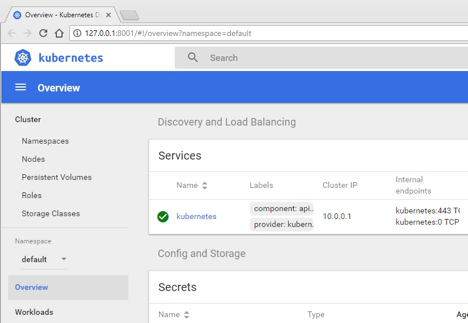 Overview - Kubernetes D
127.0.0.1:8001/#!/overview?namespace=default
kubernetes
Search
Overview
Cluster
Namespaces
Nodes
Persistent Volumes
Roles
Storage Classes
Namespace
default
Overview
Workloads
Discovery and Load Balancing
Services
Name Labels Cluster IP Internal endpoints
kubernetes component: api.. 10.0.0.1 kubernetes:443 TC
provider: kubern. kubernetes:0 TCP
Config and Storage
Secrets
Name Type Age